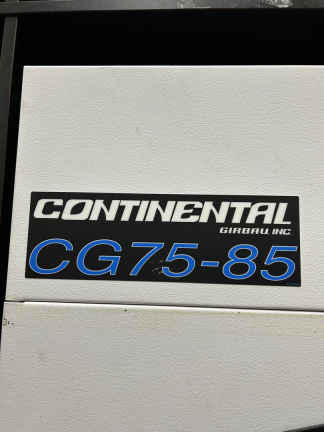 CONTINENTAL
GIRBAU, INC
CG75-85